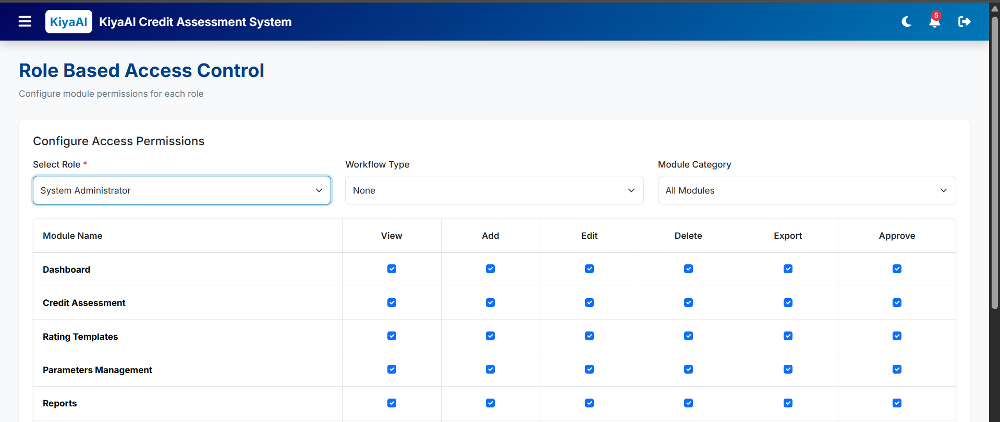 KiyaAI KiyaAI Credit Assessment System 5
Role Based Access Control
Configure module permissions for each role
Configure Access Permissions
Select Role * Workflow Type Module Category
System Administrator None All Modules
Module Name View Add Edit Delete Export Approve
Dashboard
Credit Assessment
Rating Templates
Parameters Management
Reports